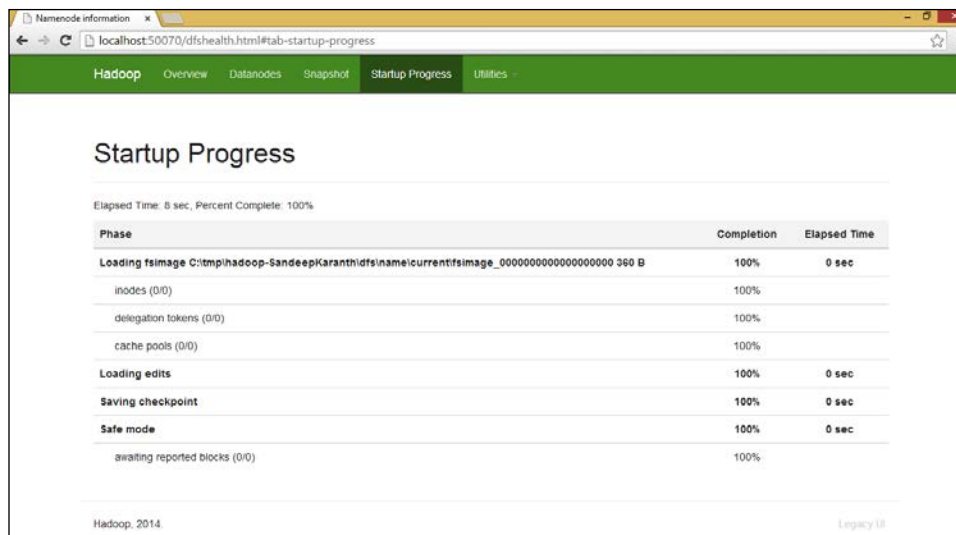 Namenode information
localhost:50070/dfshealth.html#tab-startup-progress
Hadoop Overview Datanodes Snapshot Startup Progress Utilities
Startup Progress
Elapsed Time: 8 sec, Percent Complete: 100%
Phase Completion Elapsed Time
Loading fsimage C:\tmp\hadoop-SandeepKaranth\dfs\name\current\fsimage_0000000000000000000 360 B 100% 0 sec
inodes (0/0) 100%
delegation tokens (0/0) 100%
cache pools (0/0) 100%
Loading edits 100% 0 sec
Saving checkpoint 100% 0 sec
Safe mode 100% 0 sec
awaiting reported blocks (0/0) 100%
Hadoop, 2014. Legacy UI